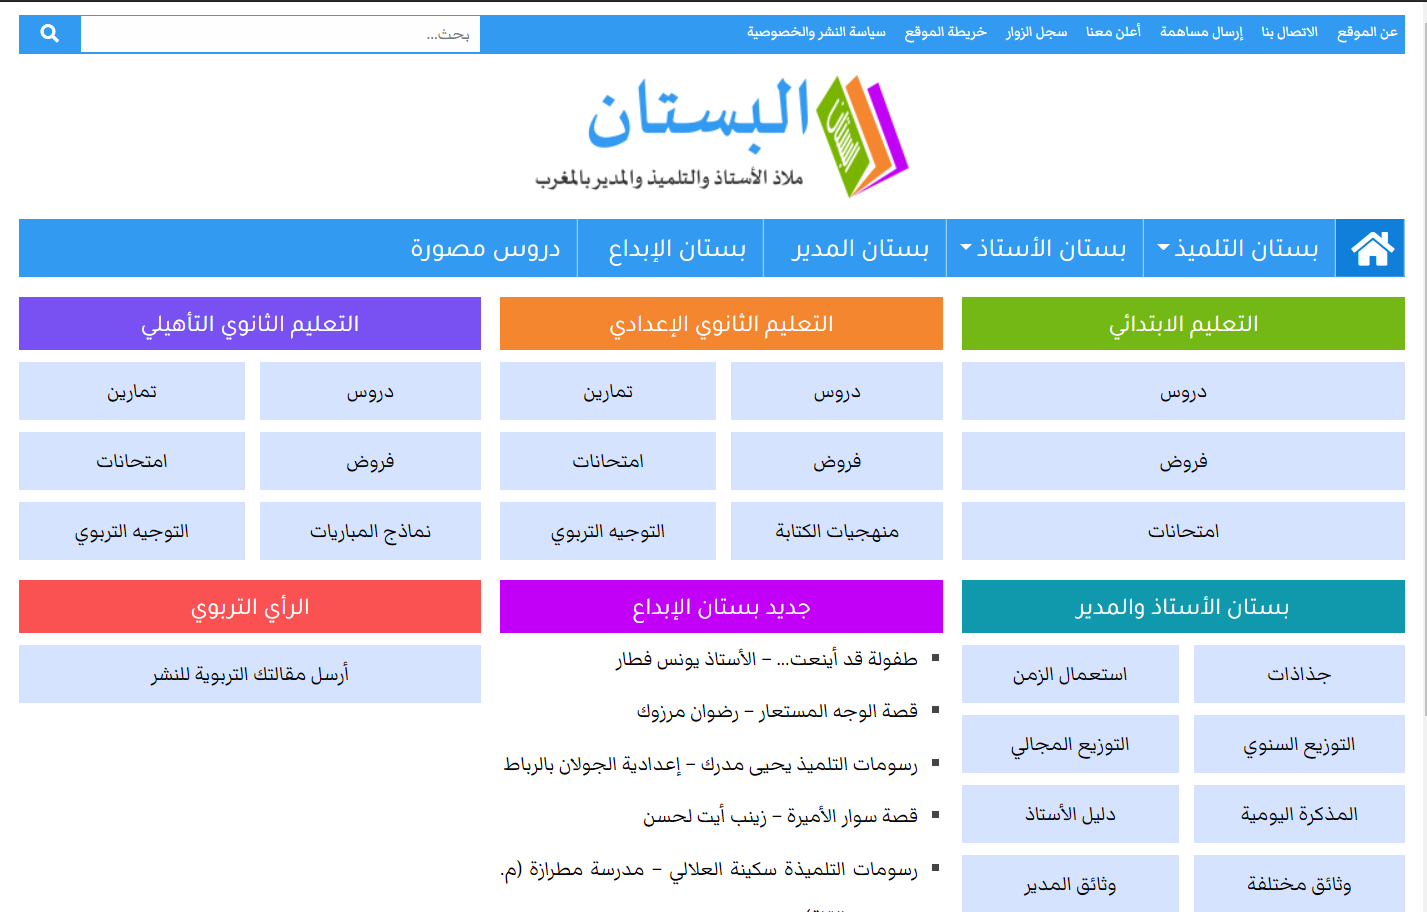 عن الموقع الاتصال بنا إرسال مساهمة أعلن معنا سجل الزوار خريطة الموقع سياسة النشر والخصوصية
بحث...
البستان
البستان
ملاذ الأستاذ والتلميذ والمدير بالمغرب
بستان التلميذ بستان الأستاذ بستان المدير بستان الإبداع دروس مصورة
التعليم الابتدائي
دروس
فروض
امتحانات
التعليم الثانوي الإعدادي
دروس تمارين
فروض امتحانات
منهجيات الكتابة التوجيه التربوي
التعليم الثانوي التأهيلي
دروس تمارين
فروض امتحانات
نماذج المباريات التوجيه التربوي
بستان الأستاذ والمدير
جذاذات استعمال الزمن
التوزيع السنوي التوزيع المجالي
المذكرة اليومية دليل الأستاذ
وثائق مختلفة وثائق المدير
جديد بستان الإبداع
طفولة قد أينعت... – الأستاذ يونس فطار
قصة الوجه المستعار – رضوان مرزوك
رسومات التلميذ يحيى مدرك – إعدادية الجولان بالرباط
قصة سوار الأميرة – زينب أيت لحسن
رسومات التلميذة سكينة العلالي – مدرسة مطرازة (م.
الرأي التربوي
أرسل مقالتك التربوية للنشر